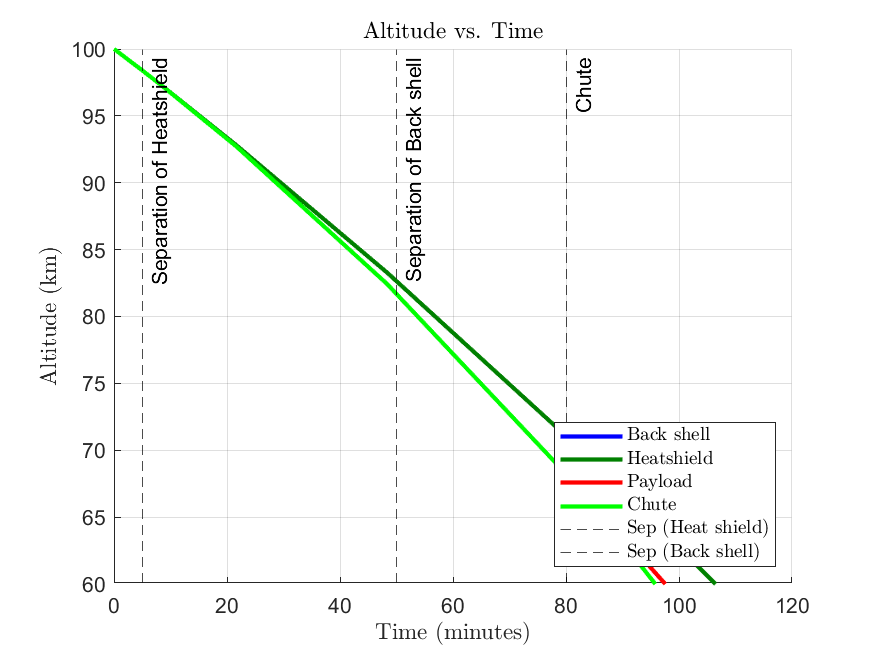 Altitude vs. Time
100
95
90
85
80
75
70
65
60
Altitude (km)
Separation of Heatshield
Separation of Back shell
Chute
Back shell
Heatshield
Payload
Chute
Sep (Heat shield)
Sep (Back shell)
0 20 40 60 80 100 120
Time (minutes)